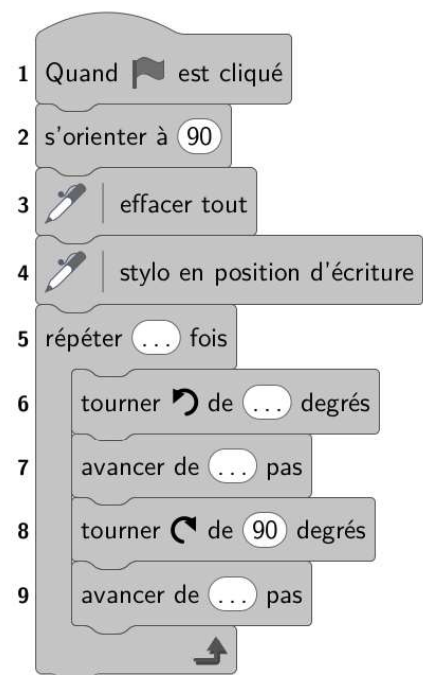 1 Quand est cliqué
2 s'orienter à 90
3 effacer tout
4 stylo en position d'écriture
5 répéter ... fois
6 tourner de ... degrés
7 avancer de ... pas
8 tourner de 90 degrés
9 avancer de ... pas